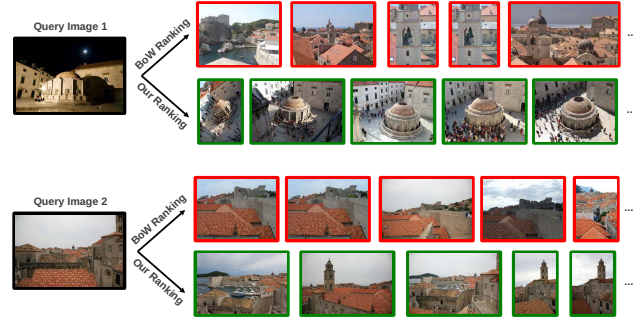 Query Image 1
BoW Ranking
...
Our Ranking
...
Query Image 2
BoW Ranking
...
Our Ranking
...